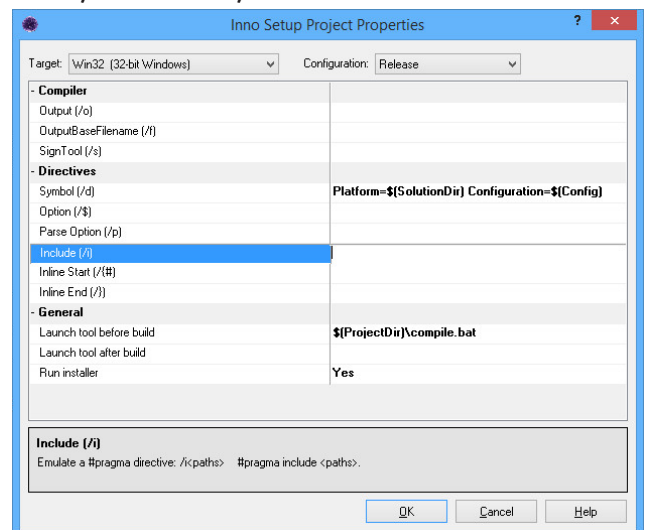 Inno Setup Project Properties ? ×
Target: Win32 (32-bit Windows) Configuration: Release
- Compiler
Output (/o)
OutputBaseFilename (/f)
SignTool (/s)
- Directives
Symbol (/d) Platform=$(SolutionDir) Configuration=$(Config)
Option (/$)
Parse Option (/p)
Include (/i)
Inline Start (/{#)
Inline End (/})
- General
Launch tool before build $(ProjectDir)\compile.bat
Launch tool after build
Run installer Yes
Include (/i)
Emulate a #pragma directive: /i<paths> #pragma include <paths>.
OK Cancel Help